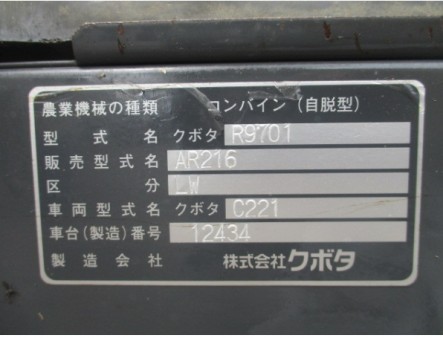 農業機械の種類 コンバイン（自脱型）
型式名 クボタ R9701
販売型式名 AR216
区分 LW
車両型式名 クボタ C221
車台（製造）番号 12434
製造会社 株式会社クボタ